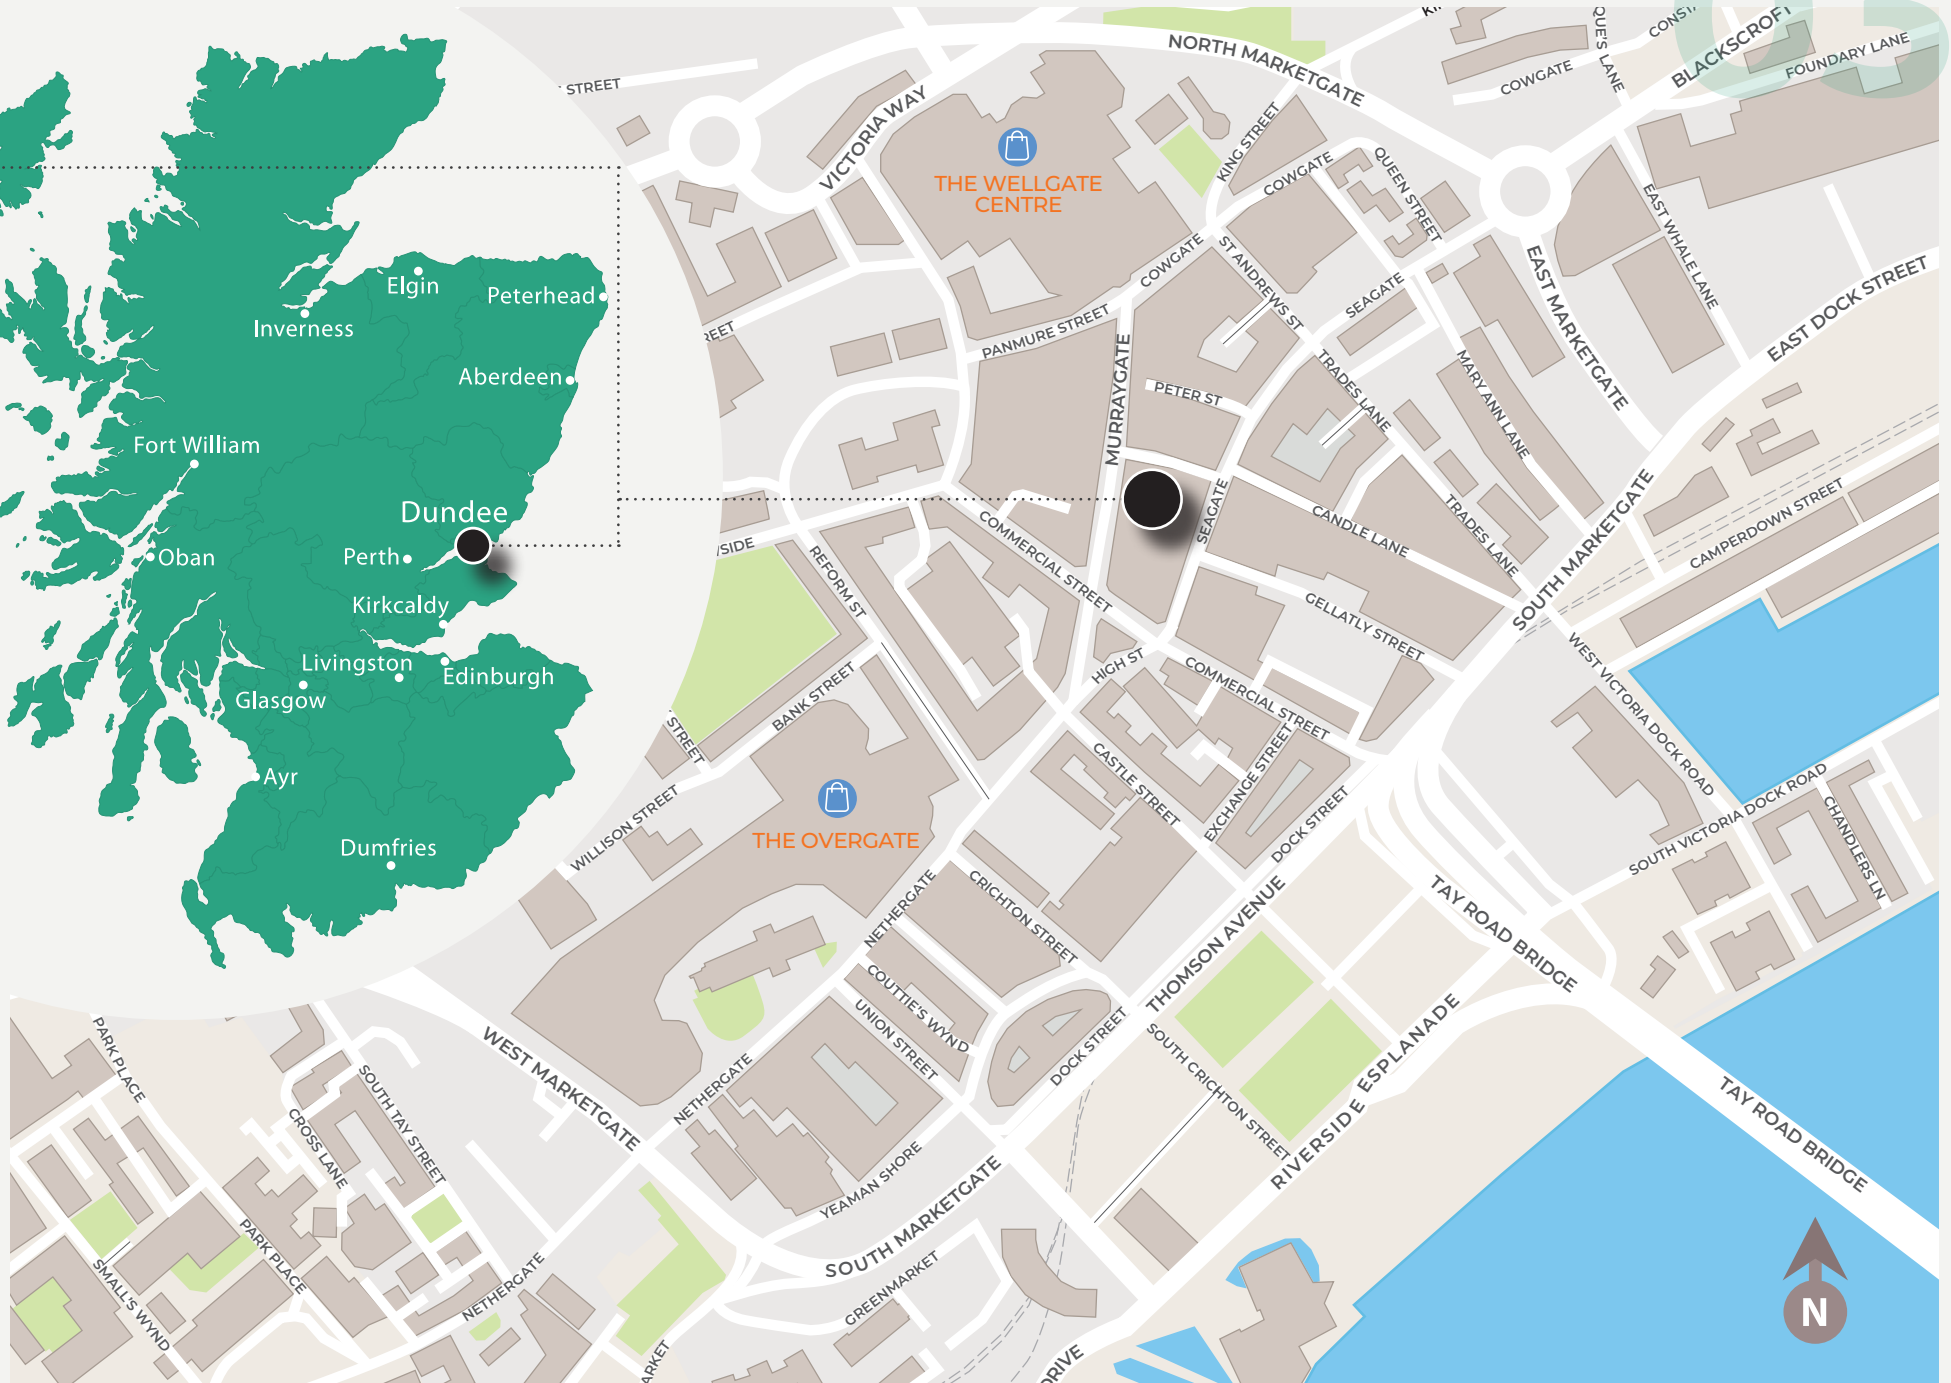 Elgin
Peterhead
Inverness
Aberdeen
Fort William
Dundee
Perth
Oban
Kirkcaldy
Livingston
Edinburgh
Glasgow
Ayr
Dumfries
STREET
VICTORIA WAY
NORTH MARKETGATE
COWGATE
BLACKSCROFT
FOUNDARY LANE
THE WELLGATE
CENTRE
KING STREET
COWGATE
QUEEN STREET
EAST WHALE LANE
EAST MARKETGATE
EAST DOCK STREET
COWGATE
ST ANDREWS ST
SEAGATE
PANMURE STREET
MURRAYGATE
PETER ST
TRADES LANE
MARY ANN LANE
SEAGATE
CANDLE LANE
TRADES LANE
SOUTH MARKETGATE
CAMPERDOWN STREET
COMMERCIAL STREET
REFORM ST
GELLATLY STREET
HIGH ST
COMMERCIAL STREET
WEST VICTORIA DOCK ROAD
BANK STREET
STREET
CASTLE STREET
EXCHANGE STREET
DOCK STREET
SOUTH VICTORIA DOCK ROAD
CHANDLERS LN
WILLISON STREET
THE OVERGATE
NETHERGATE
CRICHTON STREET
THOMSON AVENUE
TAY ROAD BRIDGE
COUTTIE'S WYND
UNION STREET
DOCK STREET
SOUTH CRICHTON STREET
RIVERSIDE ESPLANADE
TAY ROAD BRIDGE
WEST MARKETGATE
NETHERGATE
PARK PLACE
SOUTH TAY STREET
CROSS LANE
YEAMAN SHORE
SOUTH MARKETGATE
GREENMARKET
PARK PLACE
SMALL'S WYND
NETHERGATE
DRIVE
N